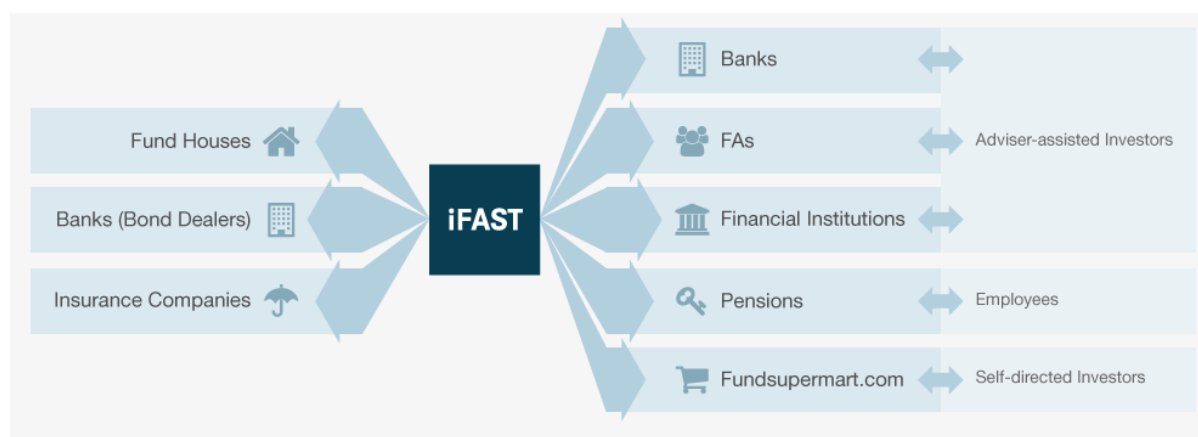 Fund Houses
Banks (Bond Dealers)
Insurance Companies
iFAST
Banks
FAs
Adviser-assisted Investors
Financial Institutions
Pensions
Employees
Fundsupermart.com
Self-directed Investors